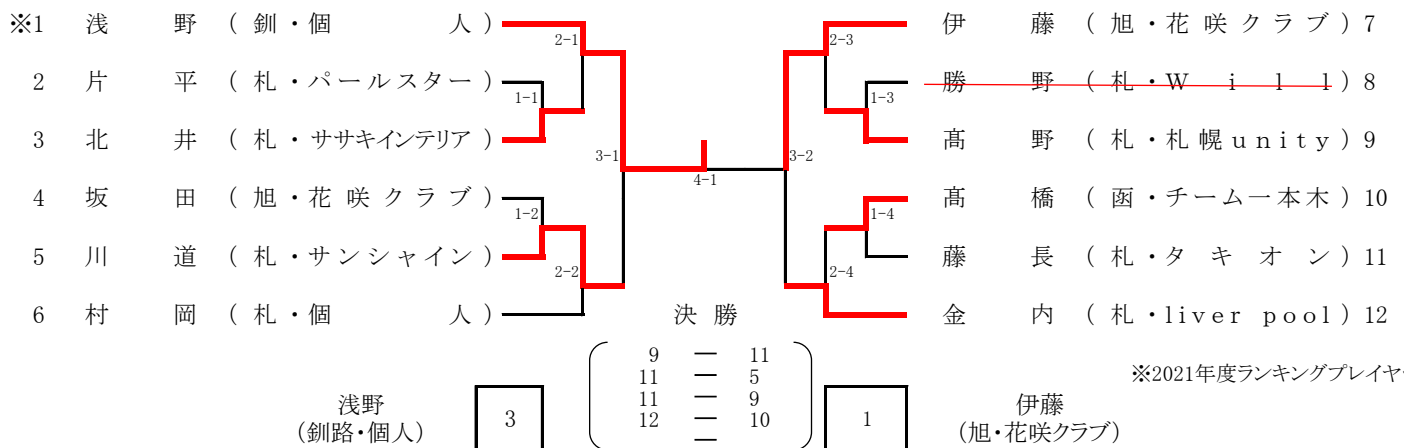 ※1 浅 野 ( 釧・個 人 )
2 片 平 ( 札・パールスター )
3 北 井 ( 札・ササキインテリア )
4 坂 田 ( 旭・花 咲 ク ラ ブ )
5 川 道 ( 札・サンシャイン )
6 村 岡 ( 札・個 人 )
2-1
1-1
3-1
1-2
2-2
4-1
2-3
1-3
3-2
1-4
2-4
伊 藤 ( 旭・花 咲 ク ラ ブ ) 7
勝 野 ( 札・W i l l ) 8
髙 野 ( 札・札幌unity ) 9
髙 橋 ( 函・チーム一本木 ) 10
藤 長 ( 札・タ キ オ ン ) 11
金 内 ( 札・liver pool ) 12
※2021年度ランキングプレイヤ
決 勝
9 — 11
11 — 5
11 — 9
12 — 10
—
浅野
(釧路・個人)
3
1
伊藤
(旭・花咲クラブ)